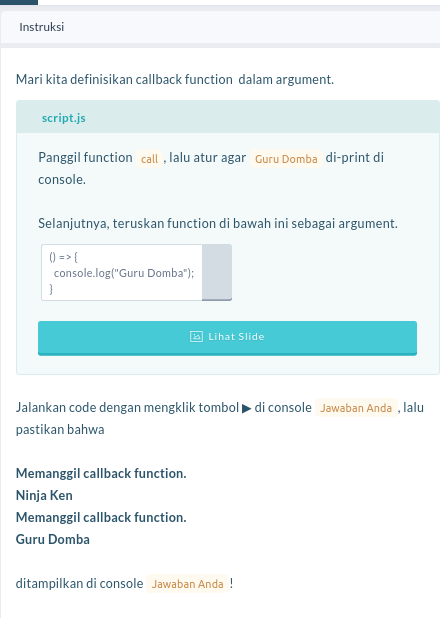 Instruksi
Mari kita definisikan callback function dalam argument.
script.js
Panggil function call , lalu atur agar Guru Domba di-print di
console.
Selanjutnya, teruskan function di bawah ini sebagai argument.
() => {
console.log("Guru Domba");
}
Lihat Slide
Jalankan code dengan mengklik tombol ▶ di console Jawaban Anda , lalu
pastikan bahwa
Memanggil callback function.
Ninja Ken
Memanggil callback function.
Guru Domba
ditampilkan di console Jawaban Anda !